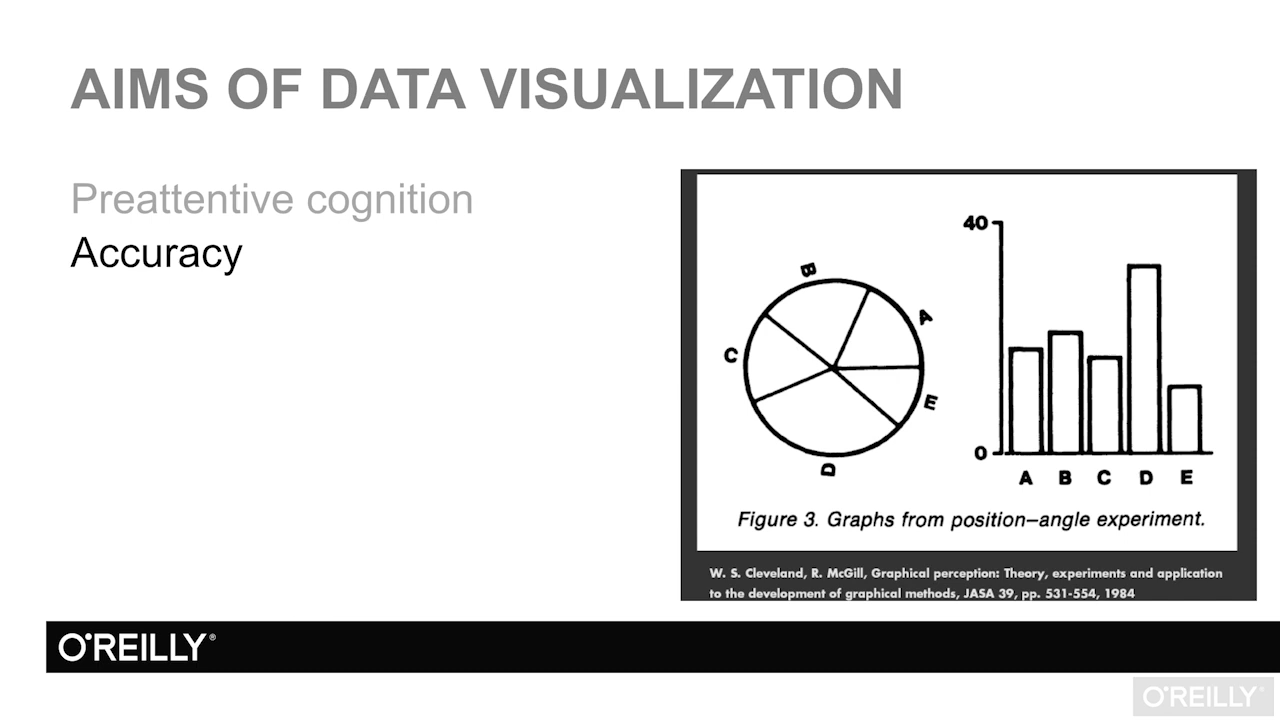 AIMS OF DATA VISUALIZATION
Preattentive cognition
Accuracy
B
A
C
E
D
40
0
A B C D E
Figure 3. Graphs from position–angle experiment.
W. S. Cleveland, R. McGill, Graphical perception: Theory, experiments and application
to the development of graphical methods, JASA 39, pp. 531-554, 1984
O'REILLY®
O'REILLY®